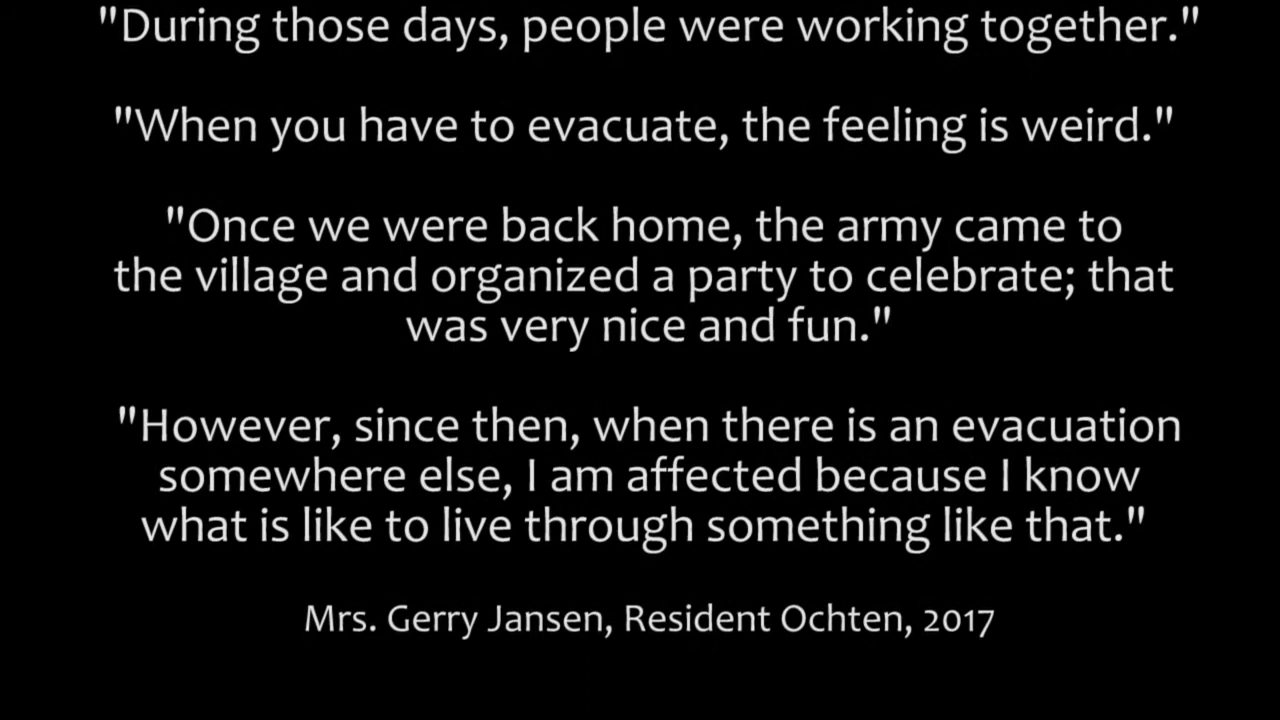 "During those days, people were working together."
"When you have to evacuate, the feeling is weird."
"Once we were back home, the army came to
the village and organized a party to celebrate; that
was very nice and fun."
"However, since then, when there is an evacuation
somewhere else, I am affected because I know
what is like to live through something like that."
Mrs. Gerry Jansen, Resident Ochten, 2017